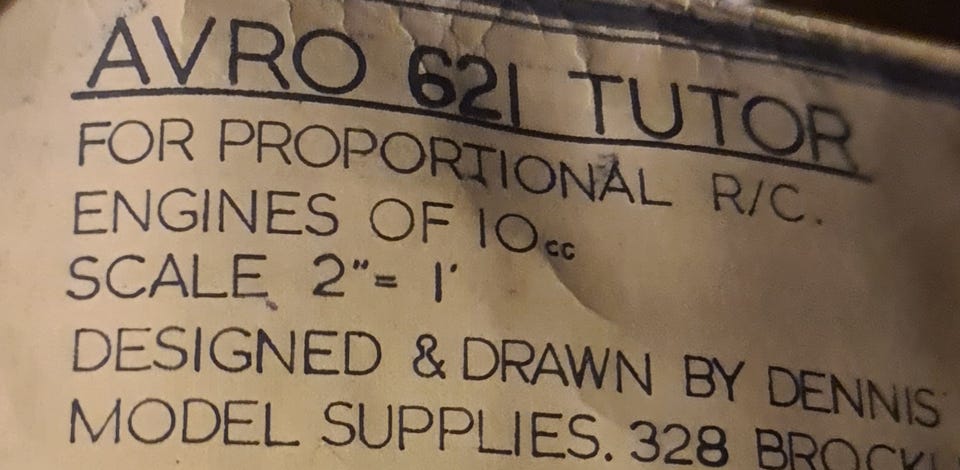 AVRO 621 TUTOR
FOR PROPORTIONAL R/C.
ENGINES OF 10cc
SCALE 2"= 1'
DESIGNED & DRAWN BY DENNIS
MODEL SUPPLIES. 328